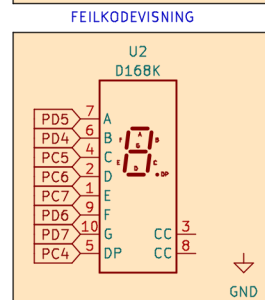 FEILKODEVISNING
U2
D168K
PD5 7 A
PD4 6 B
PC5 4 C
PC6 2 D
PC7 1 E
PD6 9 F
PD7 10 G CC 3
PC4 5 DP CC 8
A
F B
G
E C
D .DP
GND